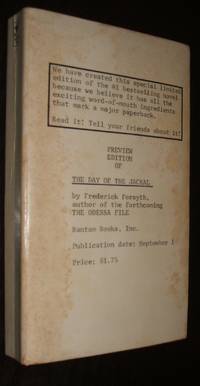 We have created this special limited
edition of the #1 bestselling novel
because we believe it has all the
exciting word-of-mouth ingredients
that mark a major paperback.
Read it! Tell your friends about it!
PREVIEW
EDITION
OF
THE DAY OF THE JACKAL
by Frederick Forsyth,
author of the forthcoming
THE ODESSA FILE
Bantam Books, Inc.
Publication date: September 1
Price: $1.75